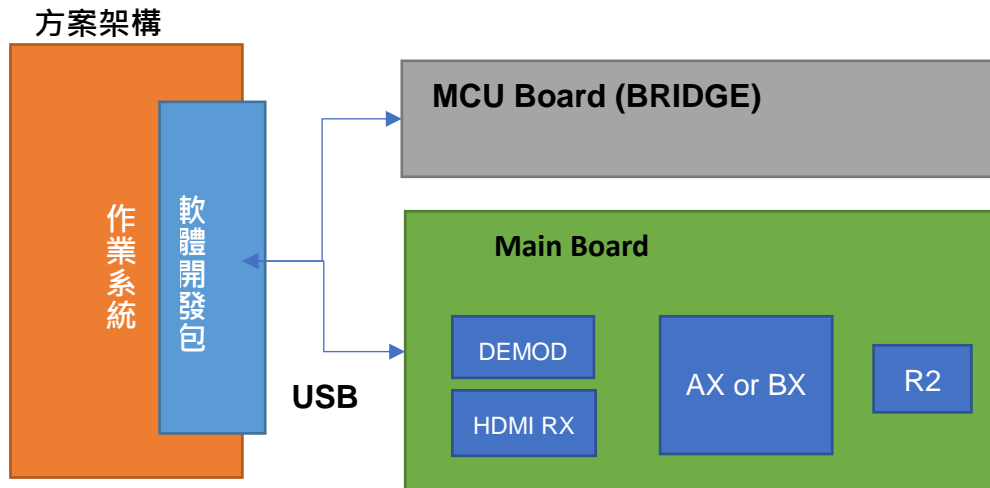 方案架構
作業系統
軟體開發包
MCU Board (BRIDGE)
Main Board
DEMOD
HDMI RX
AX or BX
R2
USB